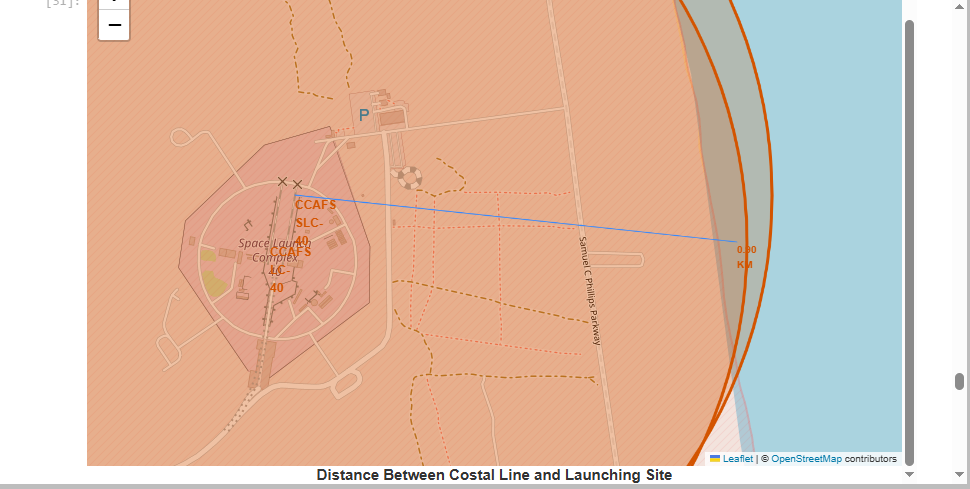 [31]:
−
P
CCAFS
SLC-
40
Space Launch
Complex
40
CCAFS
LC-
40
0.90
KM
Samuel C Phillips Parkway
Leaflet | © OpenStreetMap contributors
Distance Between Costal Line and Launching Site